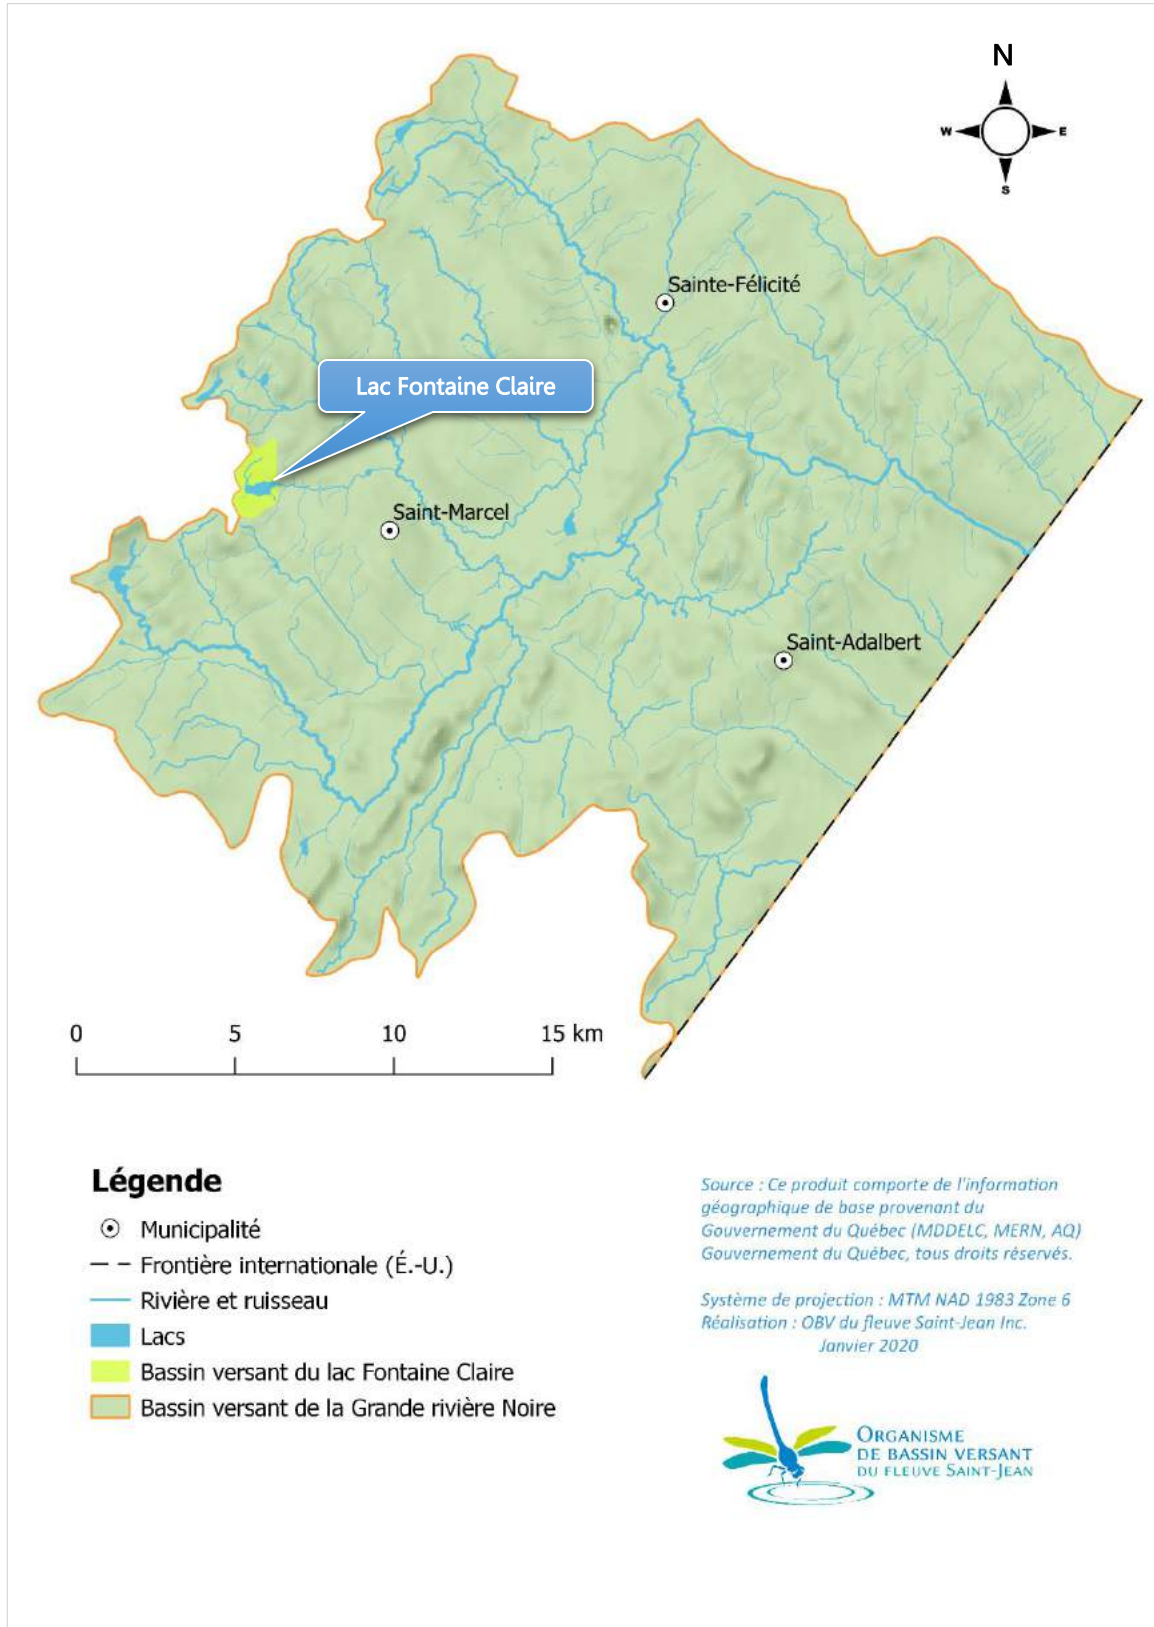 N
W
E
S
Sainte-Félicité
Lac Fontaine Claire
Saint-Marcel
Saint-Adalbert
0 5 10 15 km
Légende
Municipalité
Frontière internationale (É.-U.)
Rivière et ruisseau
Lacs
Bassin versant du lac Fontaine Claire
Bassin versant de la Grande rivière Noire
Source : Ce produit comporte de l'information
géographique de base provenant du
Gouvernement du Québec (MDDELC, MERN, AQ)
Gouvernement du Québec, tous droits réservés.
Système de projection : MTM NAD 1983 Zone 6
Réalisation : OBV du fleuve Saint-Jean Inc.
Janvier 2020
ORGANISME
DE BASSIN VERSANT
DU FLEUVE SAINT-JEAN